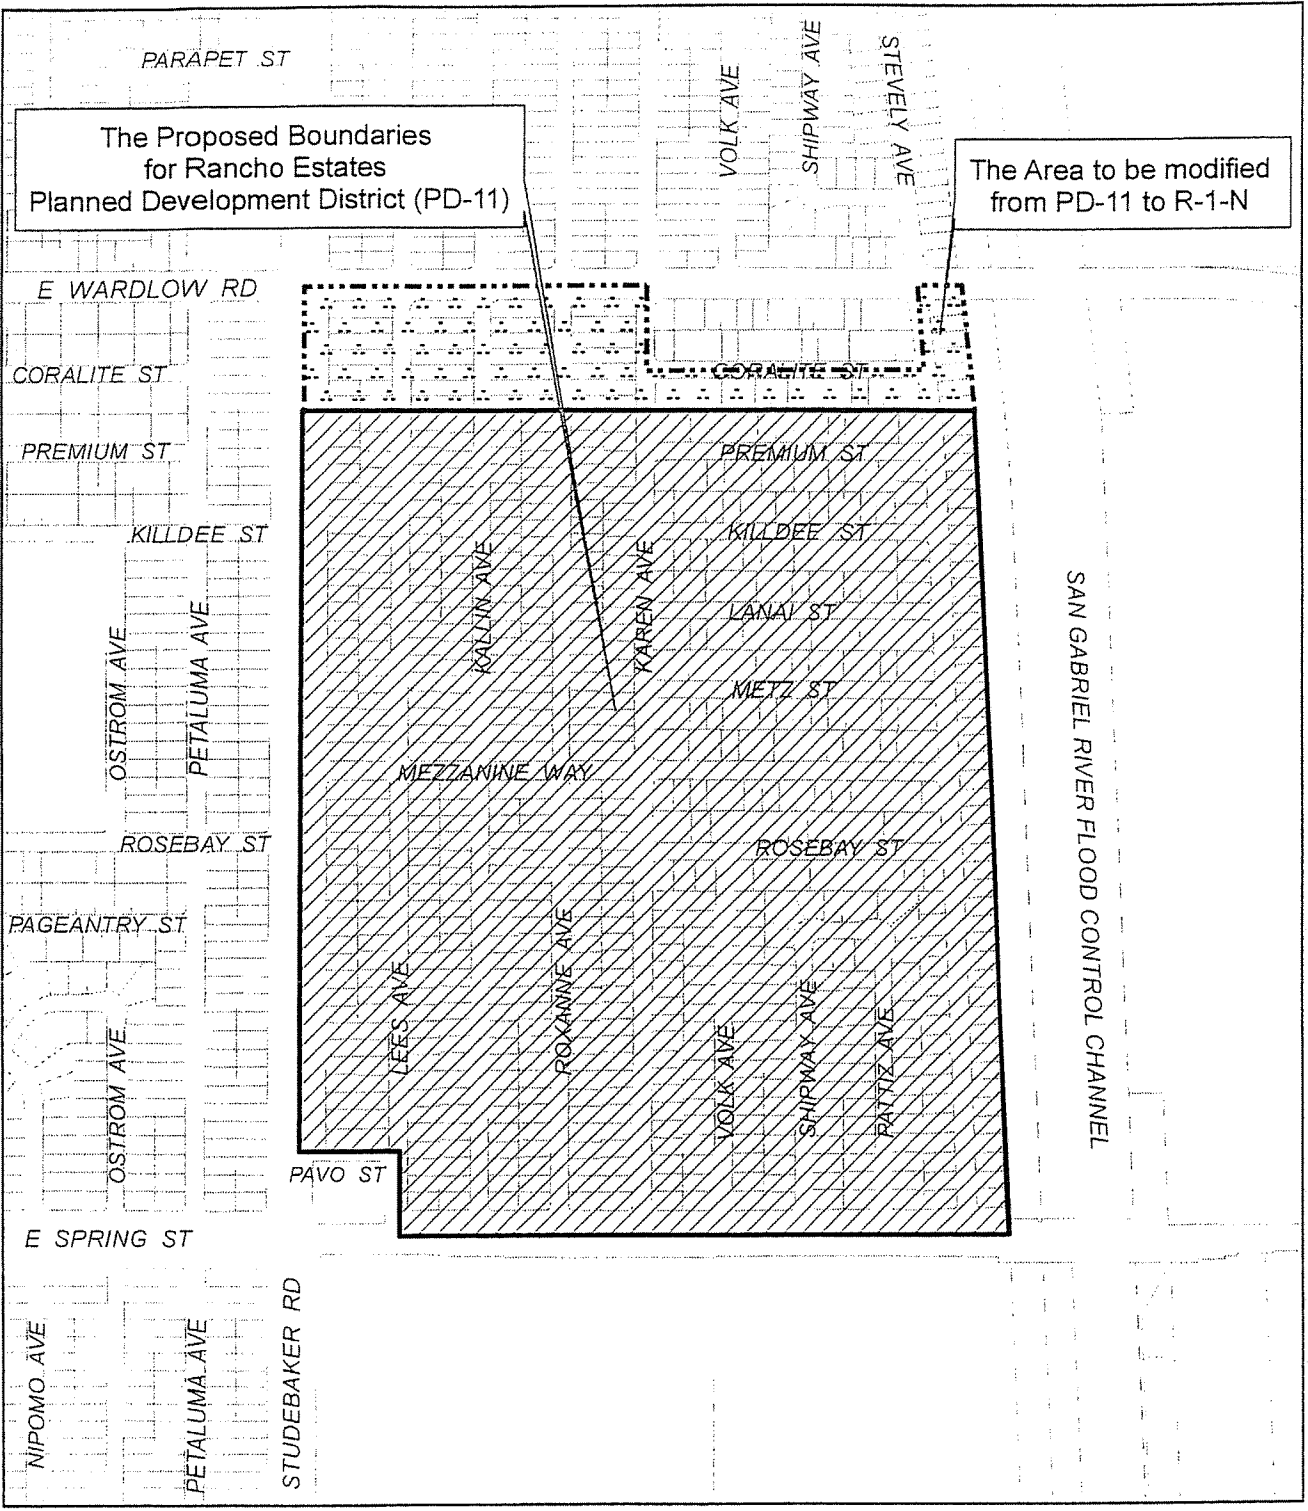 PARAPET ST
VOLK AVE
SHIPWAY AVE
STEVELY AVE
The Proposed Boundaries
for Rancho Estates
Planned Development District (PD-11)
The Area to be modified
from PD-11 to R-1-N
E WARDLOW RD
CORALITE ST
CORALITE ST
PREMIUM ST
PREMIUM ST
KILLDEE ST
KILLDEE ST
OSTROM AVE
PETALUMA AVE
KALLIN AVE
KAREN AVE
LANAI ST
METZ ST
SAN GABRIEL RIVER FLOOD CONTROL CHANNEL
MEZZANINE WAY
ROSEBAY ST
ROSEBAY ST
PAGEANTRY ST
LEES AVE
ROXANNE AVE
VOLK AVE
SHIPWAY AVE
PATTIZ AVE
OSTROM AVE
PAVO ST
E SPRING ST
NIPOMO AVE
PETALUMA AVE
STUDEBAKER RD